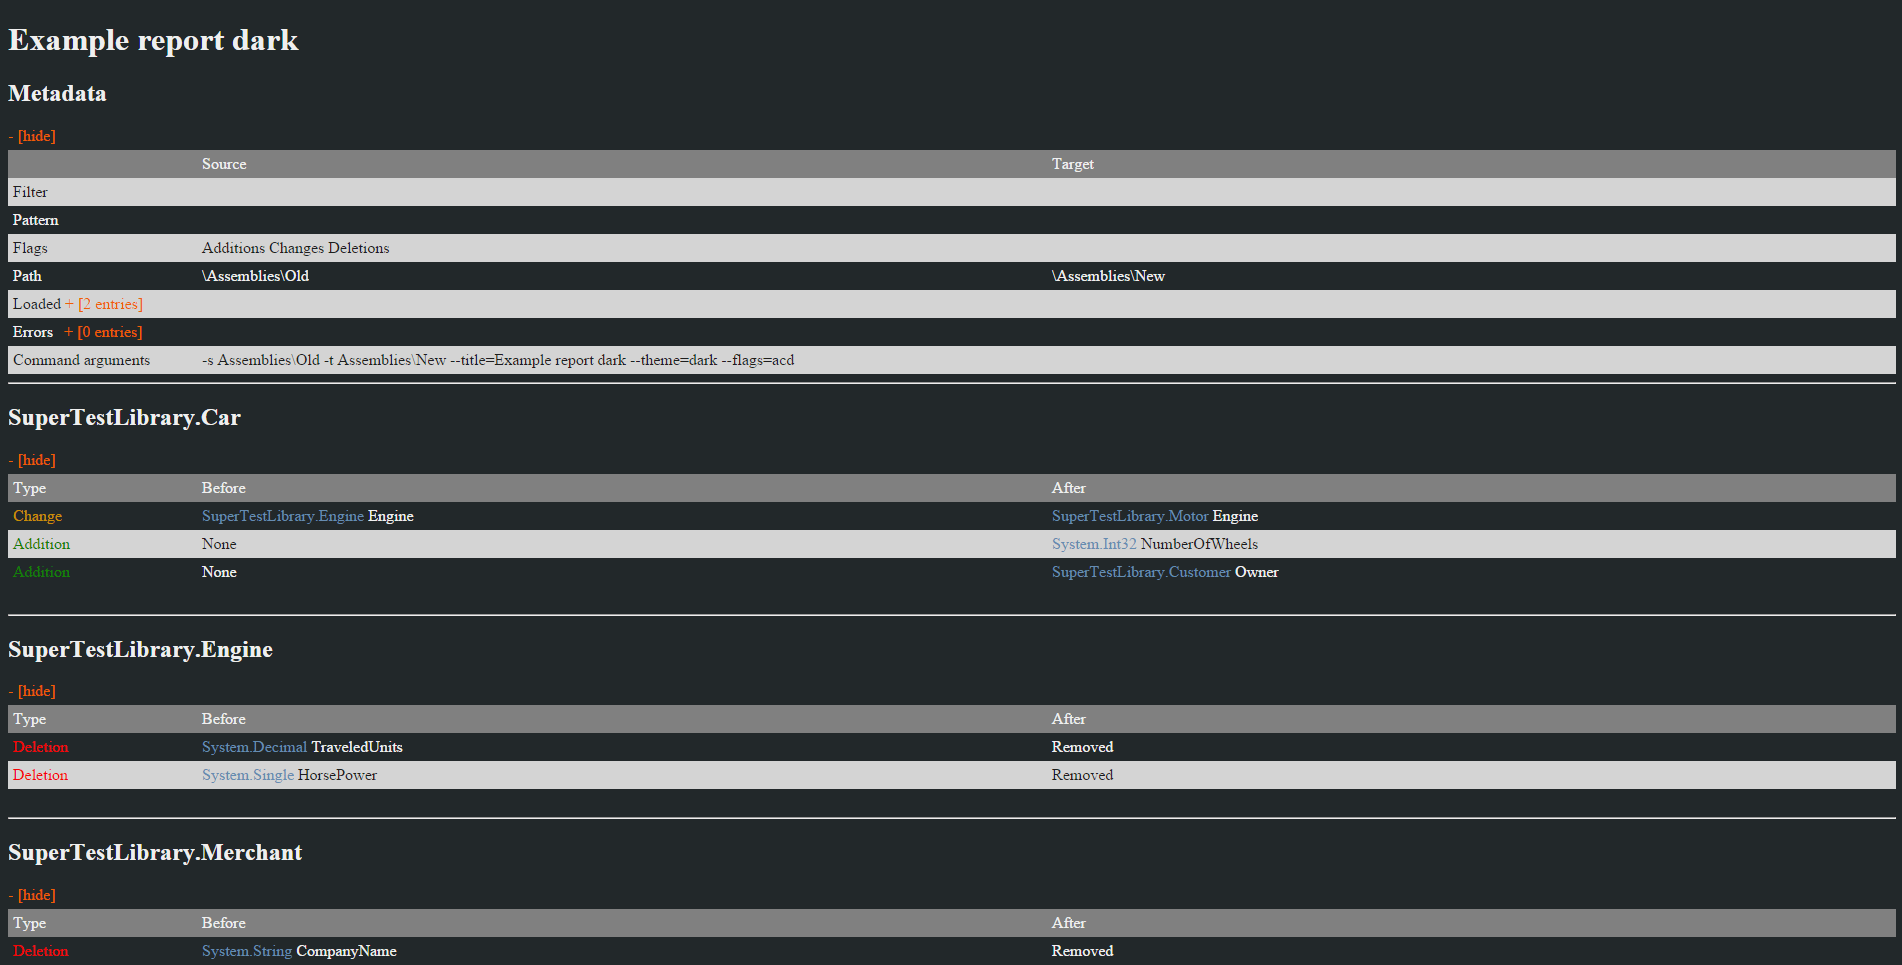 Example report dark
Metadata
- [hide]
Source Target
Filter
Pattern
Flags Additions Changes Deletions
Path \Assemblies\Old \Assemblies\New
Loaded + [2 entries]
Errors + [0 entries]
Command arguments -s Assemblies\Old -t Assemblies\New --title=Example report dark --theme=dark --flags=acd
SuperTestLibrary.Car
- [hide]
Type Before After
Change SuperTestLibrary.Engine Engine SuperTestLibrary.Motor Engine
Addition None System.Int32 NumberOfWheels
Addition None SuperTestLibrary.Customer Owner
SuperTestLibrary.Engine
- [hide]
Type Before After
Deletion System.Decimal TraveledUnits Removed
Deletion System.Single HorsePower Removed
SuperTestLibrary.Merchant
- [hide]
Type Before After
Deletion System.String CompanyName Removed